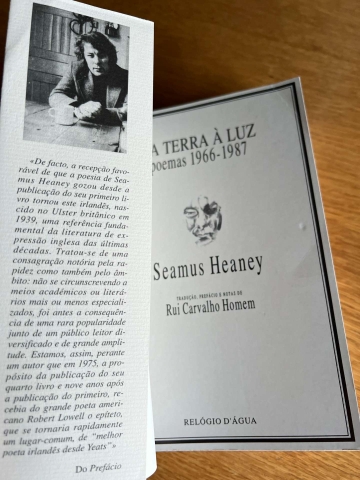 «De facto, a recepção favo-
rável de que a poesia de Sea-
mus Heaney gozou desde a
publicação do seu primeiro li-
vro tornou este irlandês, nas-
cido no Ulster britânico em
1939, uma referência funda-
mental da literatura de ex-
pressão inglesa das últimas
décadas. Tratou-se de uma
consagração notória pela ra-
pidez como também pelo âm-
bito: não se circunscrevendo a
meios académicos ou literá-
rios mais ou menos especiali-
zados, foi antes a consequên-
cia de uma rara popularidade
junto de um público leitor di-
versificado e de grande ampli-
tude. Estamos, assim, perante
um autor que em 1975, a pro-
pósito da publicação do seu
quarto livro e nove anos após
a publicação do primeiro, re-
cebia do grande poeta ameri-
cano Robert Lowell o epíteto,
que se tornaria rapidamente
um lugar-comum, de “melhor
poeta irlandês desde Yeats”»
Do Prefácio
A TERRA À LUZ
poemas 1966-1987
Seamus Heaney
TRADUÇÃO, PREFÁCIO E NOTAS DE
Rui Carvalho Homem
RELÓGIO D'ÁGUA